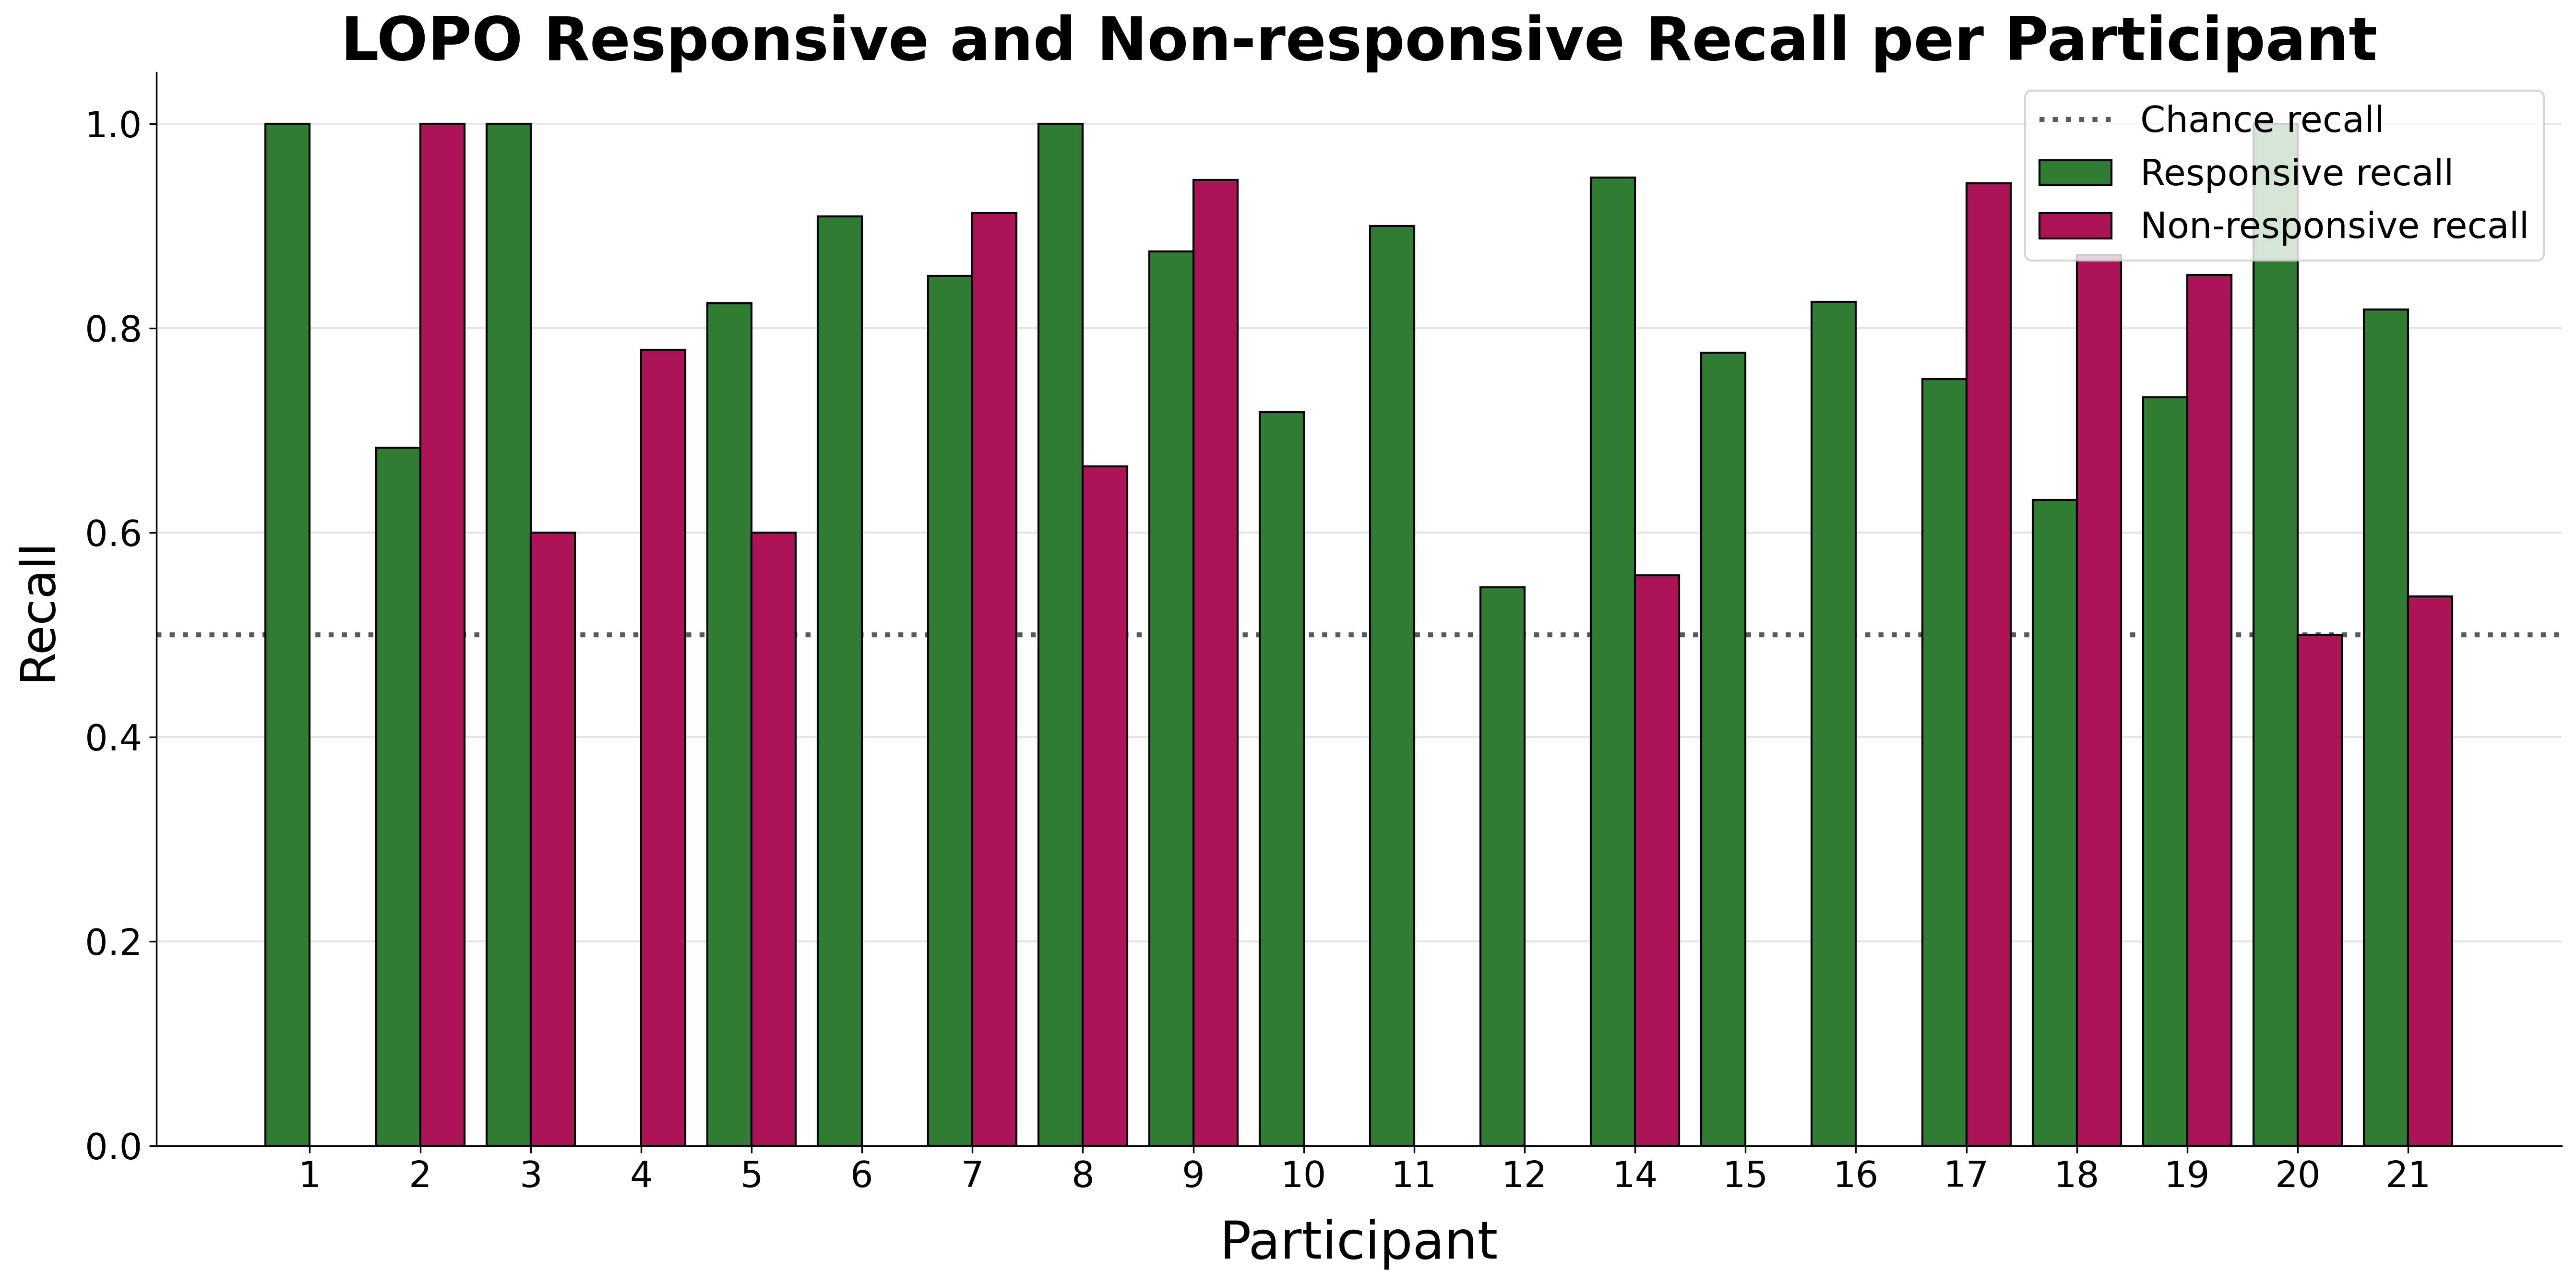 LOPO Responsive and Non-responsive Recall per Participant
Chance recall
Responsive recall
Non-responsive recall
Recall
1.0
0.8
0.6
0.4
0.2
0.0
1 2 3 4 5 6 7 8 9 10 11 12 14 15 16 17 18 19 20 21
Participant